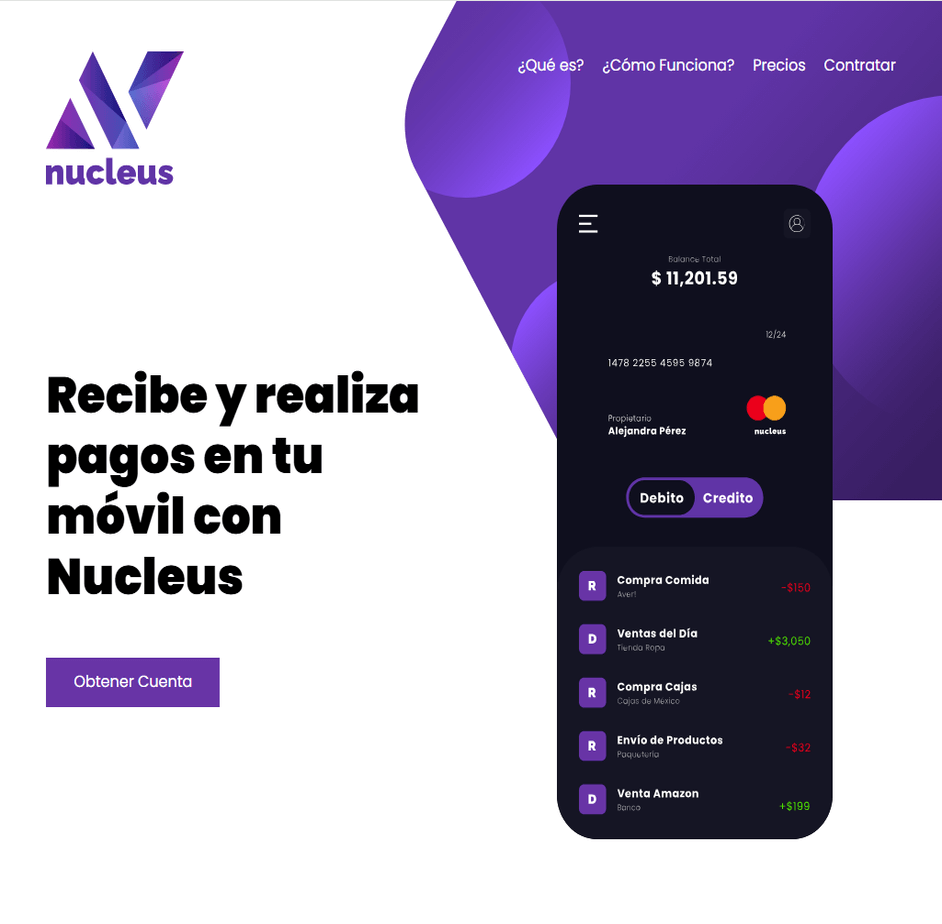 ¿Qué es? ¿Cómo Funciona? Precios Contratar
nucleus
Recibe y realiza
pagos en tu
móvil con
Nucleus
Obtener Cuenta
Balance Total
$ 11,201.59
12/24
1478 2255 4595 9874
Propietario
Alejandra Pérez
nucleus
Debito Credito
R Compra Comida -$150
Aver!
D Ventas del Día +$3,050
Tienda Ropa
R Compra Cajas -$12
Cajas de México
R Envío de Productos -$32
Paquetería
D Venta Amazon +$199
Banco